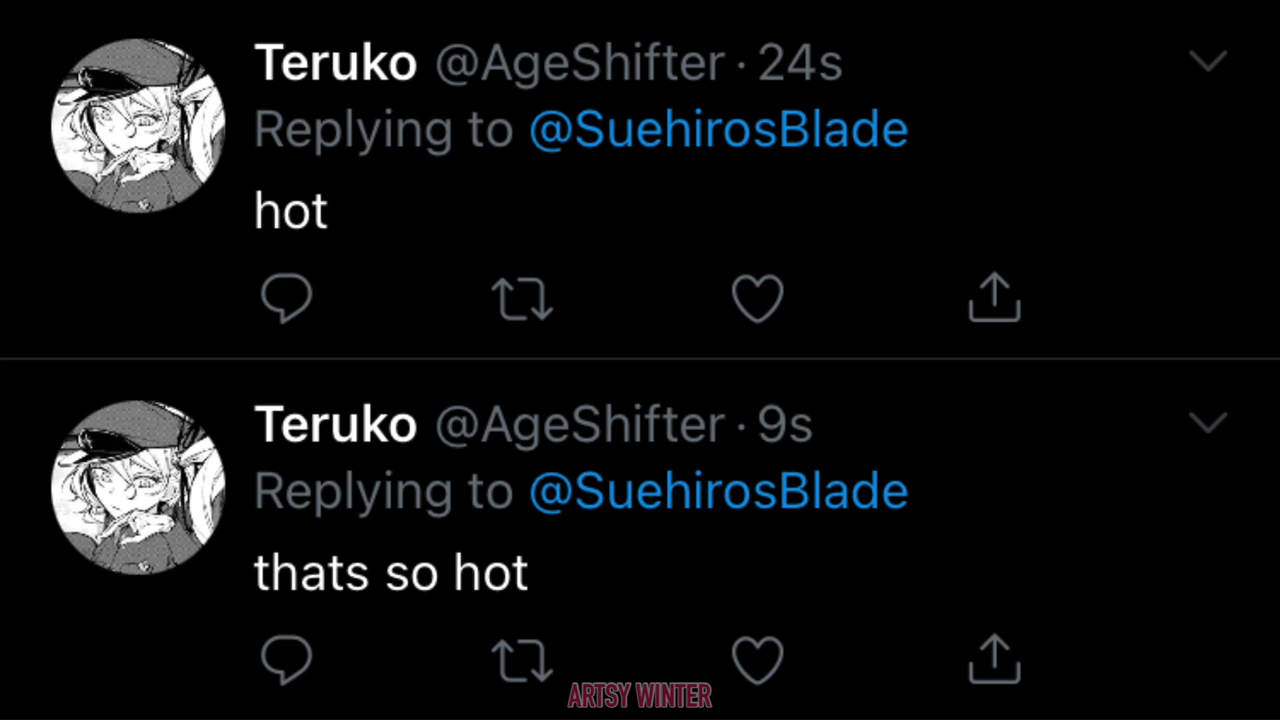 Teruko @AgeShifter · 24s
Replying to @SuehirosBlade
hot
Teruko @AgeShifter · 9s
Replying to @SuehirosBlade
thats so hot
ARTSY WINTER